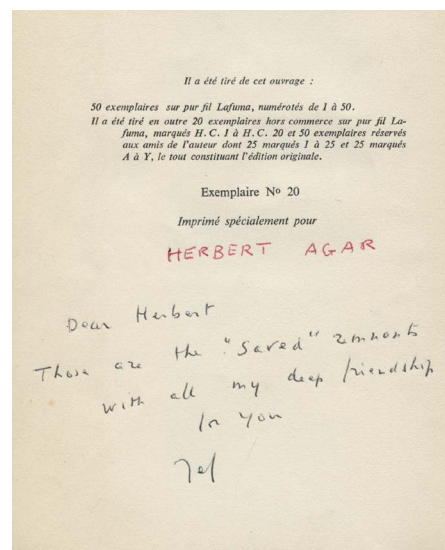 Il a été tiré de cet ouvrage :
50 exemplaires sur pur fil Lafuma, numérotés de 1 à 50.
Il a été tiré en outre 20 exemplaires hors commerce sur pur fil La-
fuma, marqués H. C. 1 à H. C. 20 et 50 exemplaires réservés
aux amis de l'auteur dont 25 marqués 1 à 25 et 25 marqués
A à Y, le tout constituant l'édition originale.
Exemplaire No 20
Imprimé spécialement pour
HERBERT AGAR
Dear Herbert
Those are the "Saved" remnants
with all my deep friendship
for you